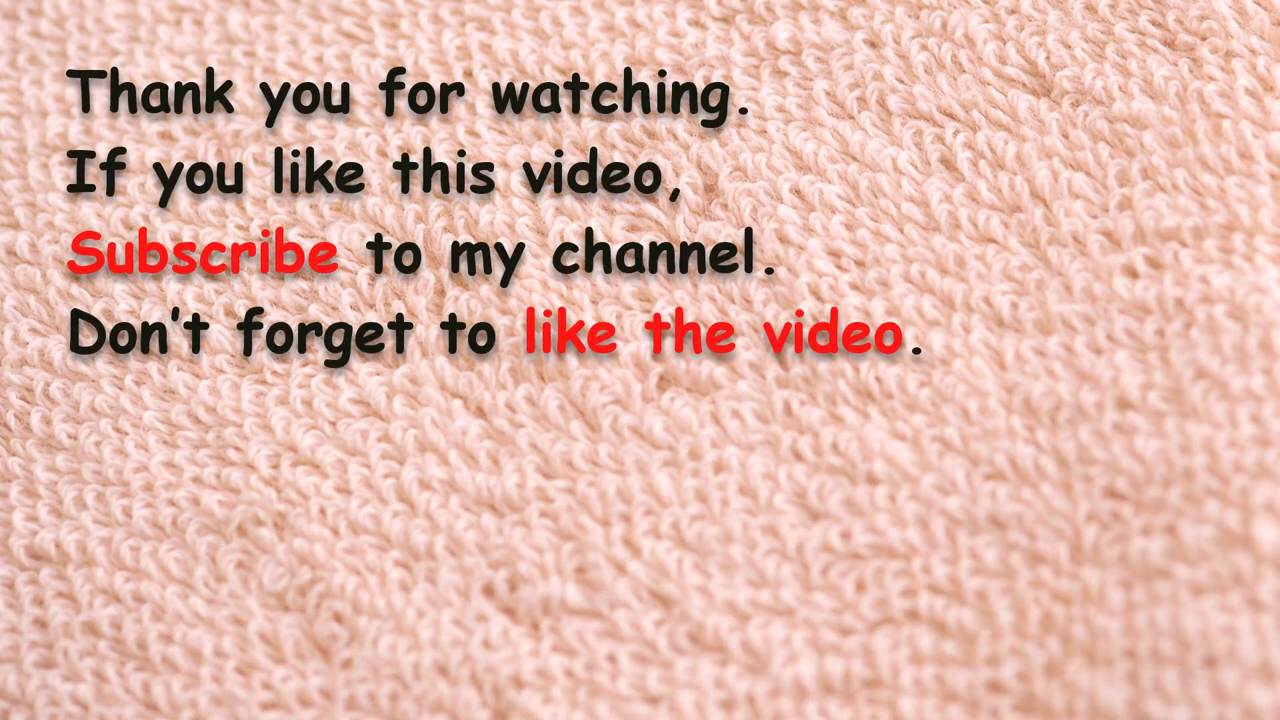 Thank you for watching.
If you like this video,
Subscribe to my channel.
Don't forget to like the video.